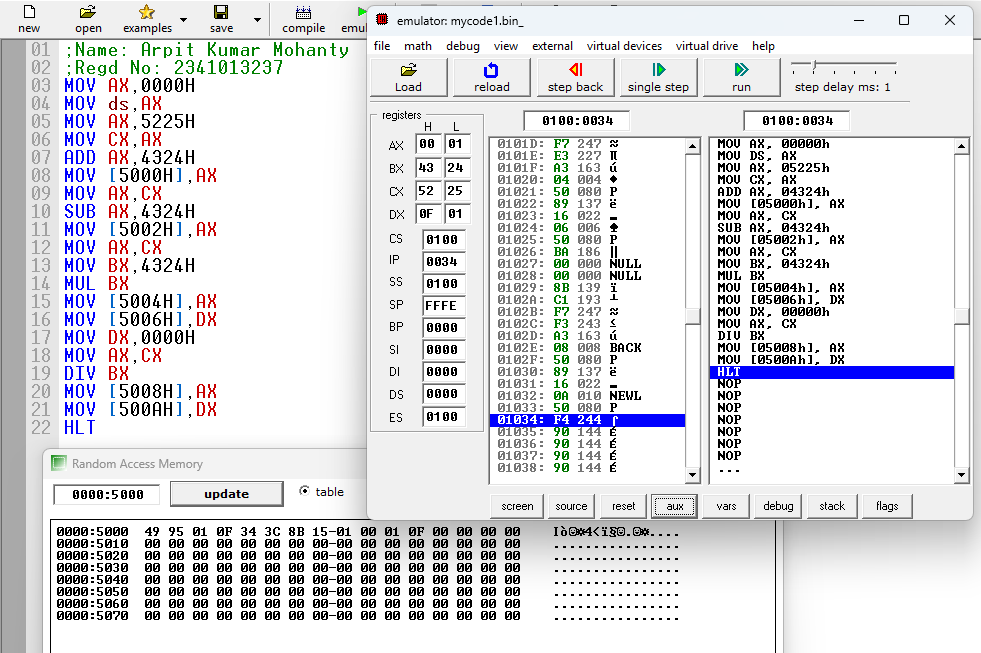 new open examples save compile emul
01 ;Name: Arpit Kumar Mohanty
02 ;Regd No: 2341013237
03 MOV AX,0000H
04 MOV ds,AX
05 MOV AX,5225H
06 MOV CX,AX
07 ADD AX,4324H
08 MOV [5000H],AX
09 MOV AX,CX
10 SUB AX,4324H
11 MOV [5002H],AX
12 MOV AX,CX
13 MOV BX,4324H
14 MUL BX
15 MOV [5004H],AX
16 MOV [5006H],DX
17 MOV DX,0000H
18 MOV AX,CX
19 DIV BX
20 MOV [5008H],AX
21 MOV [500AH],DX
22 HLT
emulator: mycode1.bin_
file math debug view external virtual devices virtual drive help
Load reload step back single step run step delay ms: 1
registers
H L
AX 00 01
BX 43 24
CX 52 25
DX 0F 01
CS 0100
IP 0034
SS 0100
SP FFFE
BP 0000
SI 0000
DI 0000
DS 0000
ES 0100
0100:0034
0101D: F7 247 ≈
0101E: E3 227 π
0101F: A3 163 ú
01020: 04 004 ♦
01021: 50 080 P
01022: 89 137 ë
01023: 16 022 ▬
01024: 06 006 ♠
01025: 50 080 P
01026: BA 186 ║
01027: 00 000 NULL
01028: 00 000 NULL
01029: 8B 139 ï
0102A: C1 193 ┴
0102B: F7 247 ≈
0102C: F3 243 ≤
0102D: A3 163 ú
0102E: 08 008 BACK
0102F: 50 080 P
01030: 89 137 ë
01031: 16 022 ▬
01032: 0A 010 NEWL
01033: 50 080 P
01034: F4 244 ⌠
01035: 90 144 É
01036: 90 144 É
01037: 90 144 É
01038: 90 144 É
0100:0034
MOV AX, 00000h
MOV DS, AX
MOV AX, 05225h
MOV CX, AX
ADD AX, 04324h
MOV [05000h], AX
MOV AX, CX
SUB AX, 04324h
MOV [05002h], AX
MOV AX, CX
MOV BX, 04324h
MUL BX
MOV [05004h], AX
MOV [05006h], DX
MOV DX, 00000h
MOV AX, CX
DIV BX
MOV [05008h], AX
MOV [0500Ah], DX
HLT
NOP
NOP
NOP
NOP
NOP
NOP
NOP
...
screen source reset aux vars debug stack flags
Random Access Memory
0000:5000 update table
0000:5000 49 95 01 0F 34 3C 8B 15-01 00 01 0F 00 00 00 00 Iò☺☼4<ï§☺.☺☼....
0000:5010 00 00 00 00 00 00 00 00-00 00 00 00 00 00 00 00 ................
0000:5020 00 00 00 00 00 00 00 00-00 00 00 00 00 00 00 00 ................
0000:5030 00 00 00 00 00 00 00 00-00 00 00 00 00 00 00 00 ................
0000:5040 00 00 00 00 00 00 00 00-00 00 00 00 00 00 00 00 ................
0000:5050 00 00 00 00 00 00 00 00-00 00 00 00 00 00 00 00 ................
0000:5060 00 00 00 00 00 00 00 00-00 00 00 00 00 00 00 00 ................
0000:5070 00 00 00 00 00 00 00 00-00 00 00 00 00 00 00 00 ................